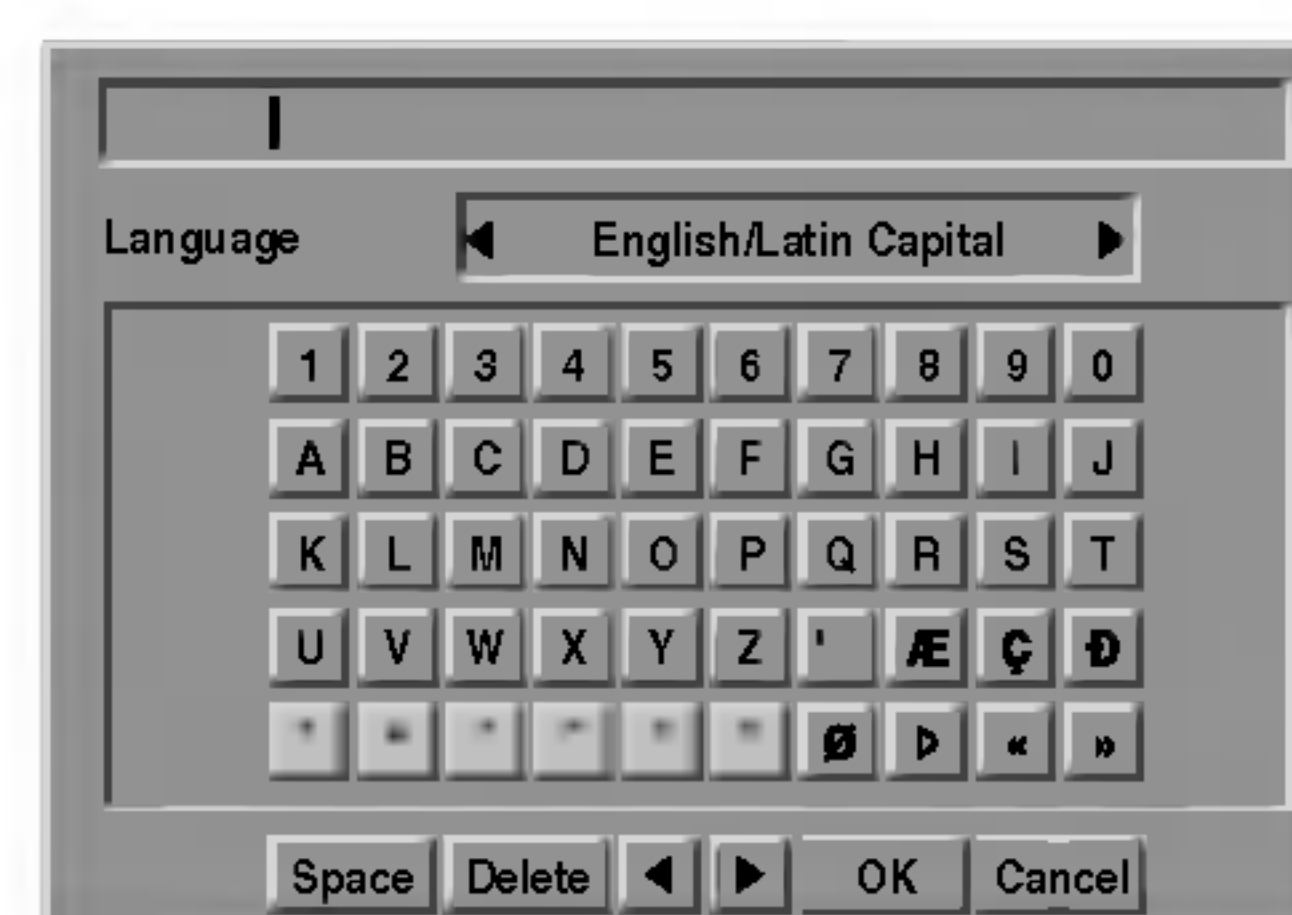 Language ◀ English/Latin Capital ▶
1 2 3 4 5 6 7 8 9 0
A B C D E F G H I J
K L M N O P Q R S T
U V W X Y Z ' Æ Ç Đ
Ø Þ « »
Space Delete ◀ ▶ OK Cancel